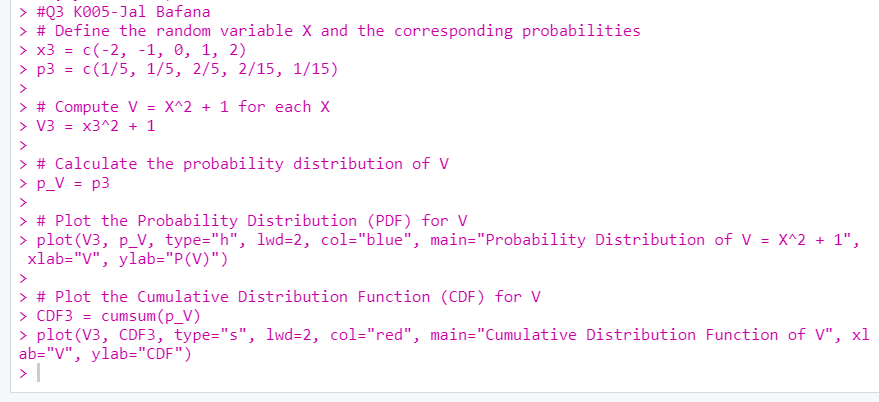 > #Q3 K005-Jal Bafana
> # Define the random variable X and the corresponding probabilities
> x3 = c(-2, -1, 0, 1, 2)
> p3 = c(1/5, 1/5, 2/5, 2/15, 1/15)
>
> # Compute V = X^2 + 1 for each X
> V3 = x3^2 + 1
>
> # Calculate the probability distribution of V
> p_V = p3
>
> # Plot the Probability Distribution (PDF) for V
> plot(V3, p_V, type="h", lwd=2, col="blue", main="Probability Distribution of V = X^2 + 1",
 xlab="V", ylab="P(V)")
>
> # Plot the Cumulative Distribution Function (CDF) for V
> CDF3 = cumsum(p_V)
> plot(V3, CDF3, type="s", lwd=2, col="red", main="Cumulative Distribution Function of V", xl
ab="V", ylab="CDF")
>